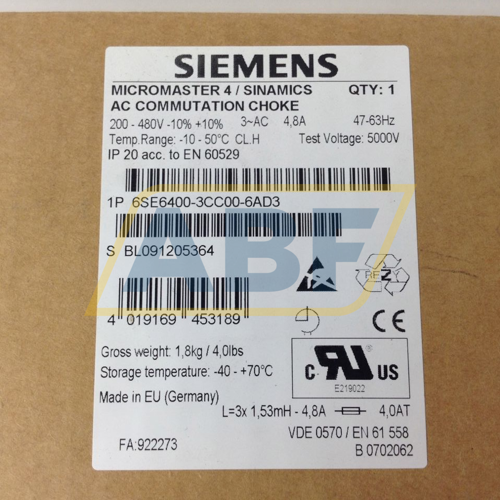 SIEMENS
MICROMASTER 4 / SINAMICS QTY: 1
AC COMMUTATION CHOKE
200 - 480V -10% +10% 3~AC 4,8A 47-63Hz
Temp.Range: -10 - 50°C CL.H Test Voltage: 5000V
IP 20 acc. to EN 60529
1P 6SE6400-3CC00-6AD3
S BL091205364
ABF
REZY
4 019169 453189
Gross weight: 1,8kg / 4,0lbs
Storage temperature: -40 - +70°C
Made in EU (Germany)
C RU US
E219022
L=3x 1,53mH - 4,8A 4,0AT
VDE 0570 / EN 61 558
FA:922273 B 0702062